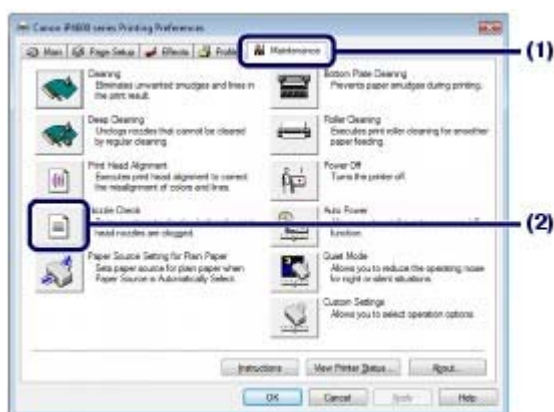 Canon iP4600 series Printing Preferences
Main
Page Setup
Effects
Profiles
Maintenance
(1)
Cleaning
Eliminates unwanted smudges and lines in
the print result.
Deep Cleaning
Unclogs nozzles that cannot be cleared
by regular cleaning.
Print Head Alignment
Executes print head alignment to correct
the misalignment of colors and lines.
Nozzle Check
head nozzles are clogged.
Paper Source Setting for Plain Paper
Sets paper source for plain paper when
Paper Source is Automatically Select.
Bottom Plate Cleaning
Prevents paper smudges during printing.
Roller Cleaning
Executes print roller cleaning for smoother
paper feeding.
Power Off
Turns the printer off.
Auto Power
function.
(2)
Quiet Mode
Allows you to reduce the operating noise
for night or silent situations.
Custom Settings
Allows you to select operation options.
Instructions
View Printer Status...
About...
OK
Cancel
Apply
Help